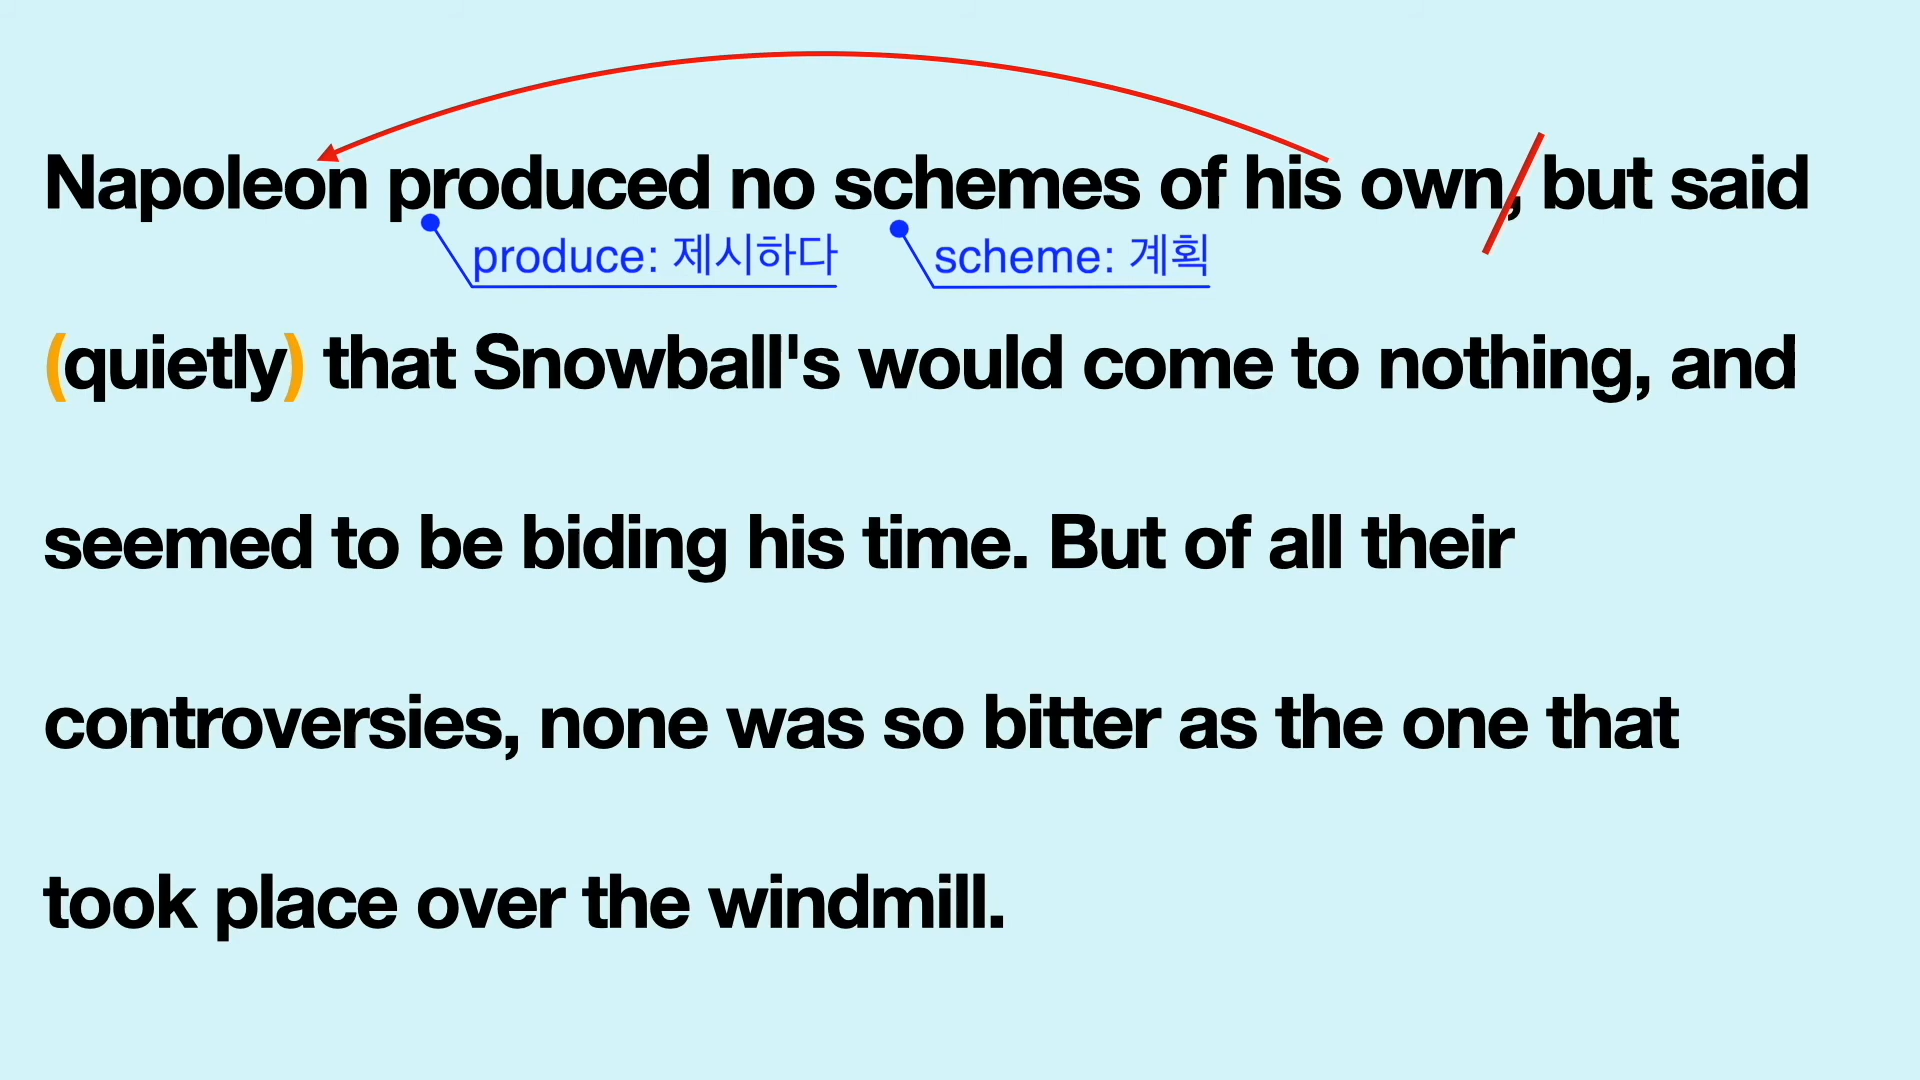 Napoleon produced no schemes of his own, but said
produce: 제시하다 scheme: 계획
(quietly) that Snowball's would come to nothing, and
seemed to be biding his time. But of all their
controversies, none was so bitter as the one that
took place over the windmill.